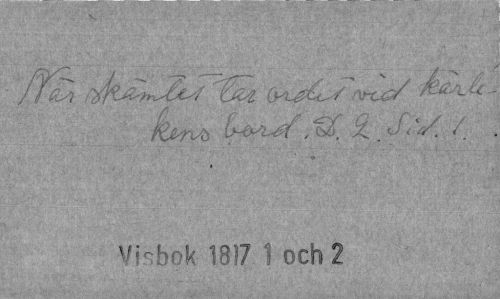 När skämtet tar ordet vid kärle-
kens bord. D. 2. Sid. 1.
Visbok 1817 1 och 2